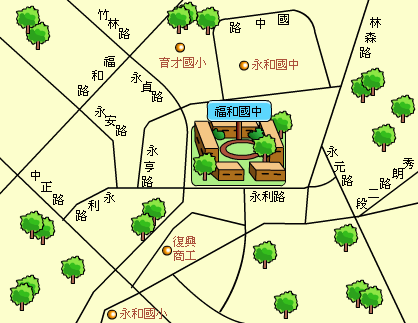 竹林路
國中路
林森路
育才國小
永和國中
福和路
永貞路
福和國中
永安路
永亨路
永元路
秀朗路
二段
中正路
永利路
永利路
復興
商工
永和國小